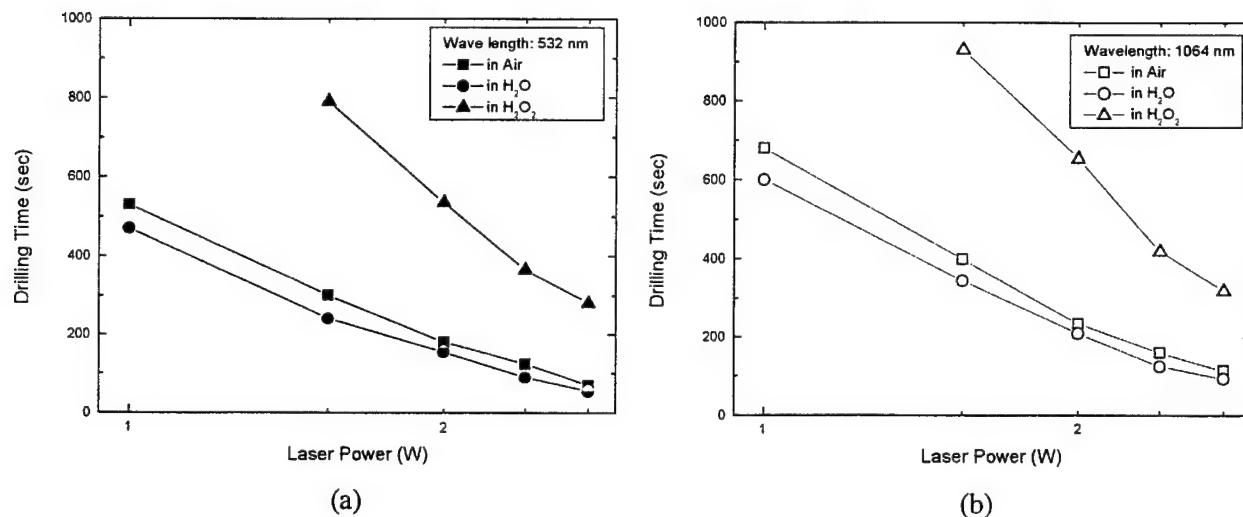 1000
800
600
400
200
0
Drilling Time (sec)
Wave length: 532 nm
in Air
in H₂O
in H₂O₂
1
2
Laser Power (W)
(a)
1000
800
600
400
200
0
Drilling Time (sec)
Wavelength: 1064 nm
in Air
in H₂O
in H₂O₂
1
2
Laser Power (W)
(b)